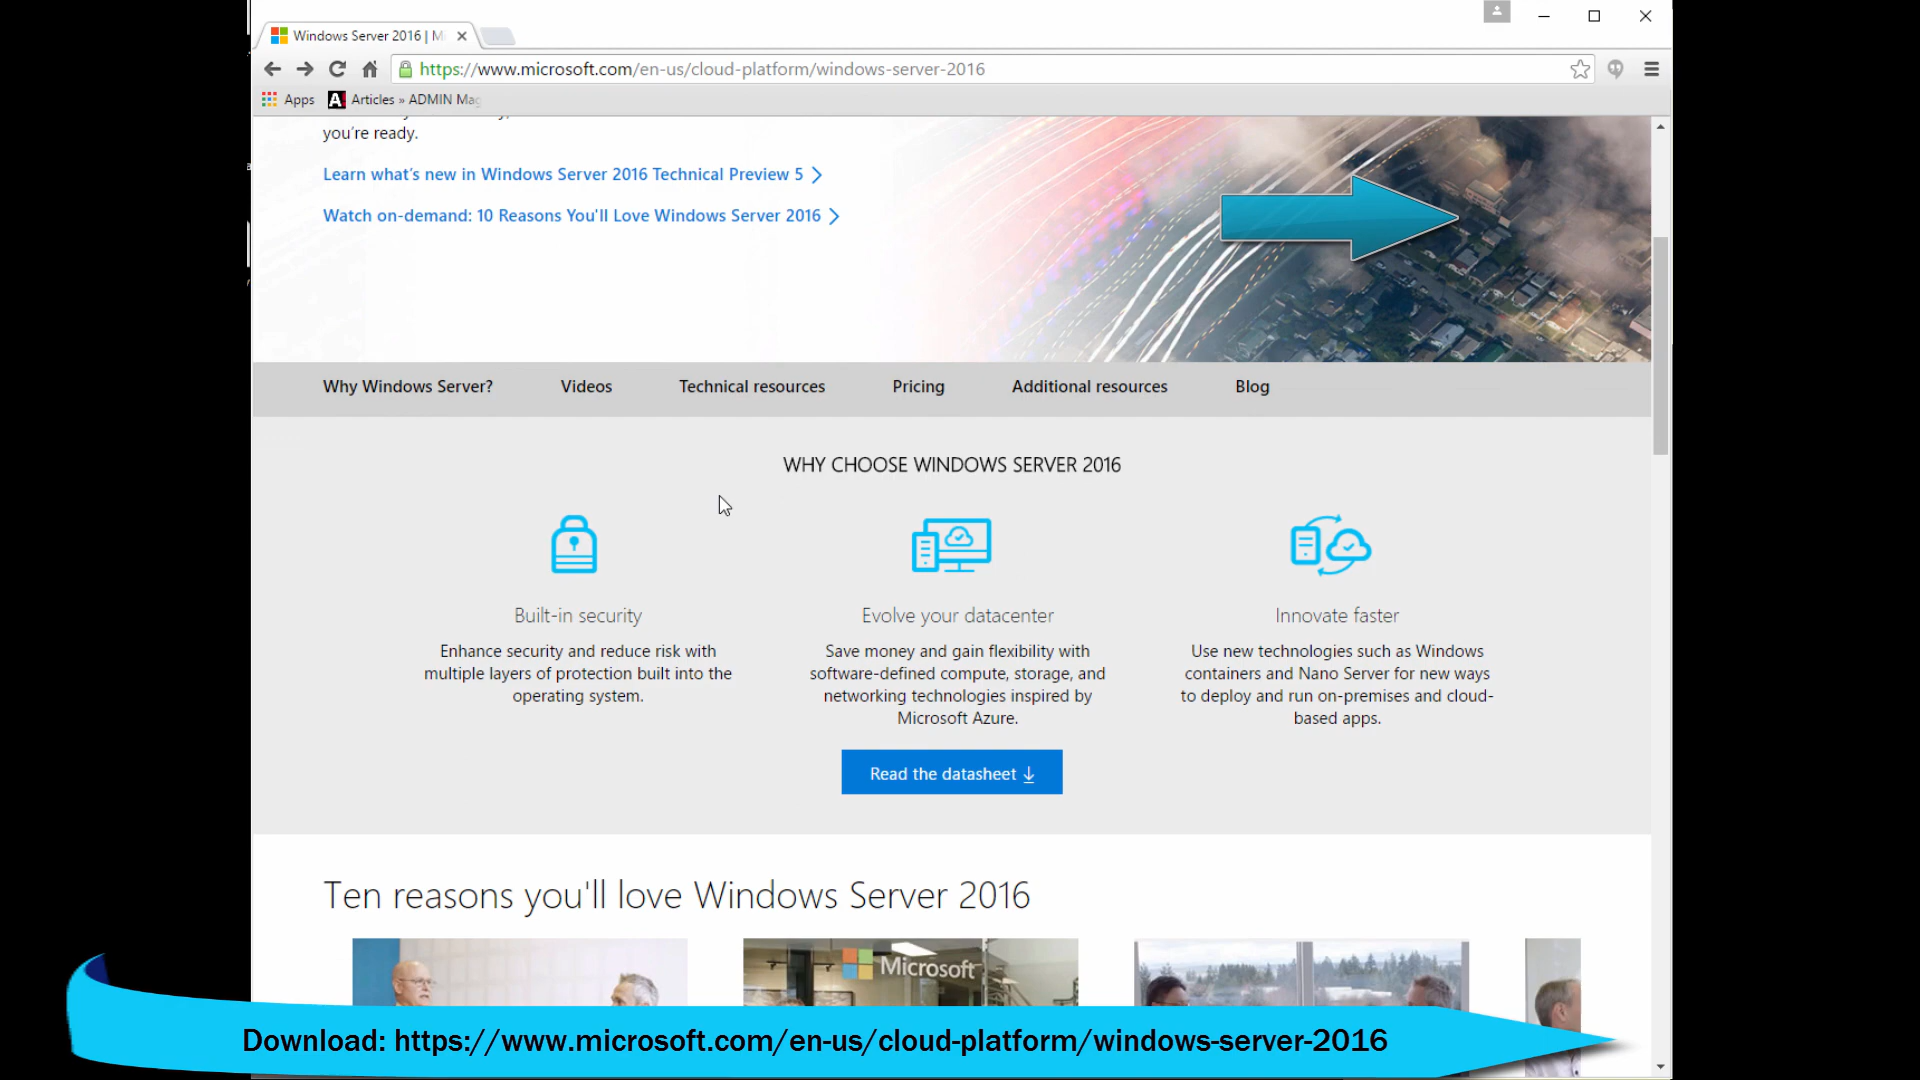 Windows Server 2016 | M
https://www.microsoft.com/en-us/cloud-platform/windows-server-2016
Apps
Articles » ADMIN Mag
you're ready.
Learn what's new in Windows Server 2016 Technical Preview 5
Watch on-demand: 10 Reasons You'll Love Windows Server 2016
Why Windows Server?
Videos
Technical resources
Pricing
Additional resources
Blog
WHY CHOOSE WINDOWS SERVER 2016
Built-in security
Enhance security and reduce risk with
multiple layers of protection built into the
operating system.
Evolve your datacenter
Save money and gain flexibility with
software-defined compute, storage, and
networking technologies inspired by
Microsoft Azure.
Innovate faster
Use new technologies such as Windows
containers and Nano Server for new ways
to deploy and run on-premises and cloud-
based apps.
Read the datasheet
Ten reasons you'll love Windows Server 2016
Microsoft
Download: https://www.microsoft.com/en-us/cloud-platform/windows-server-2016